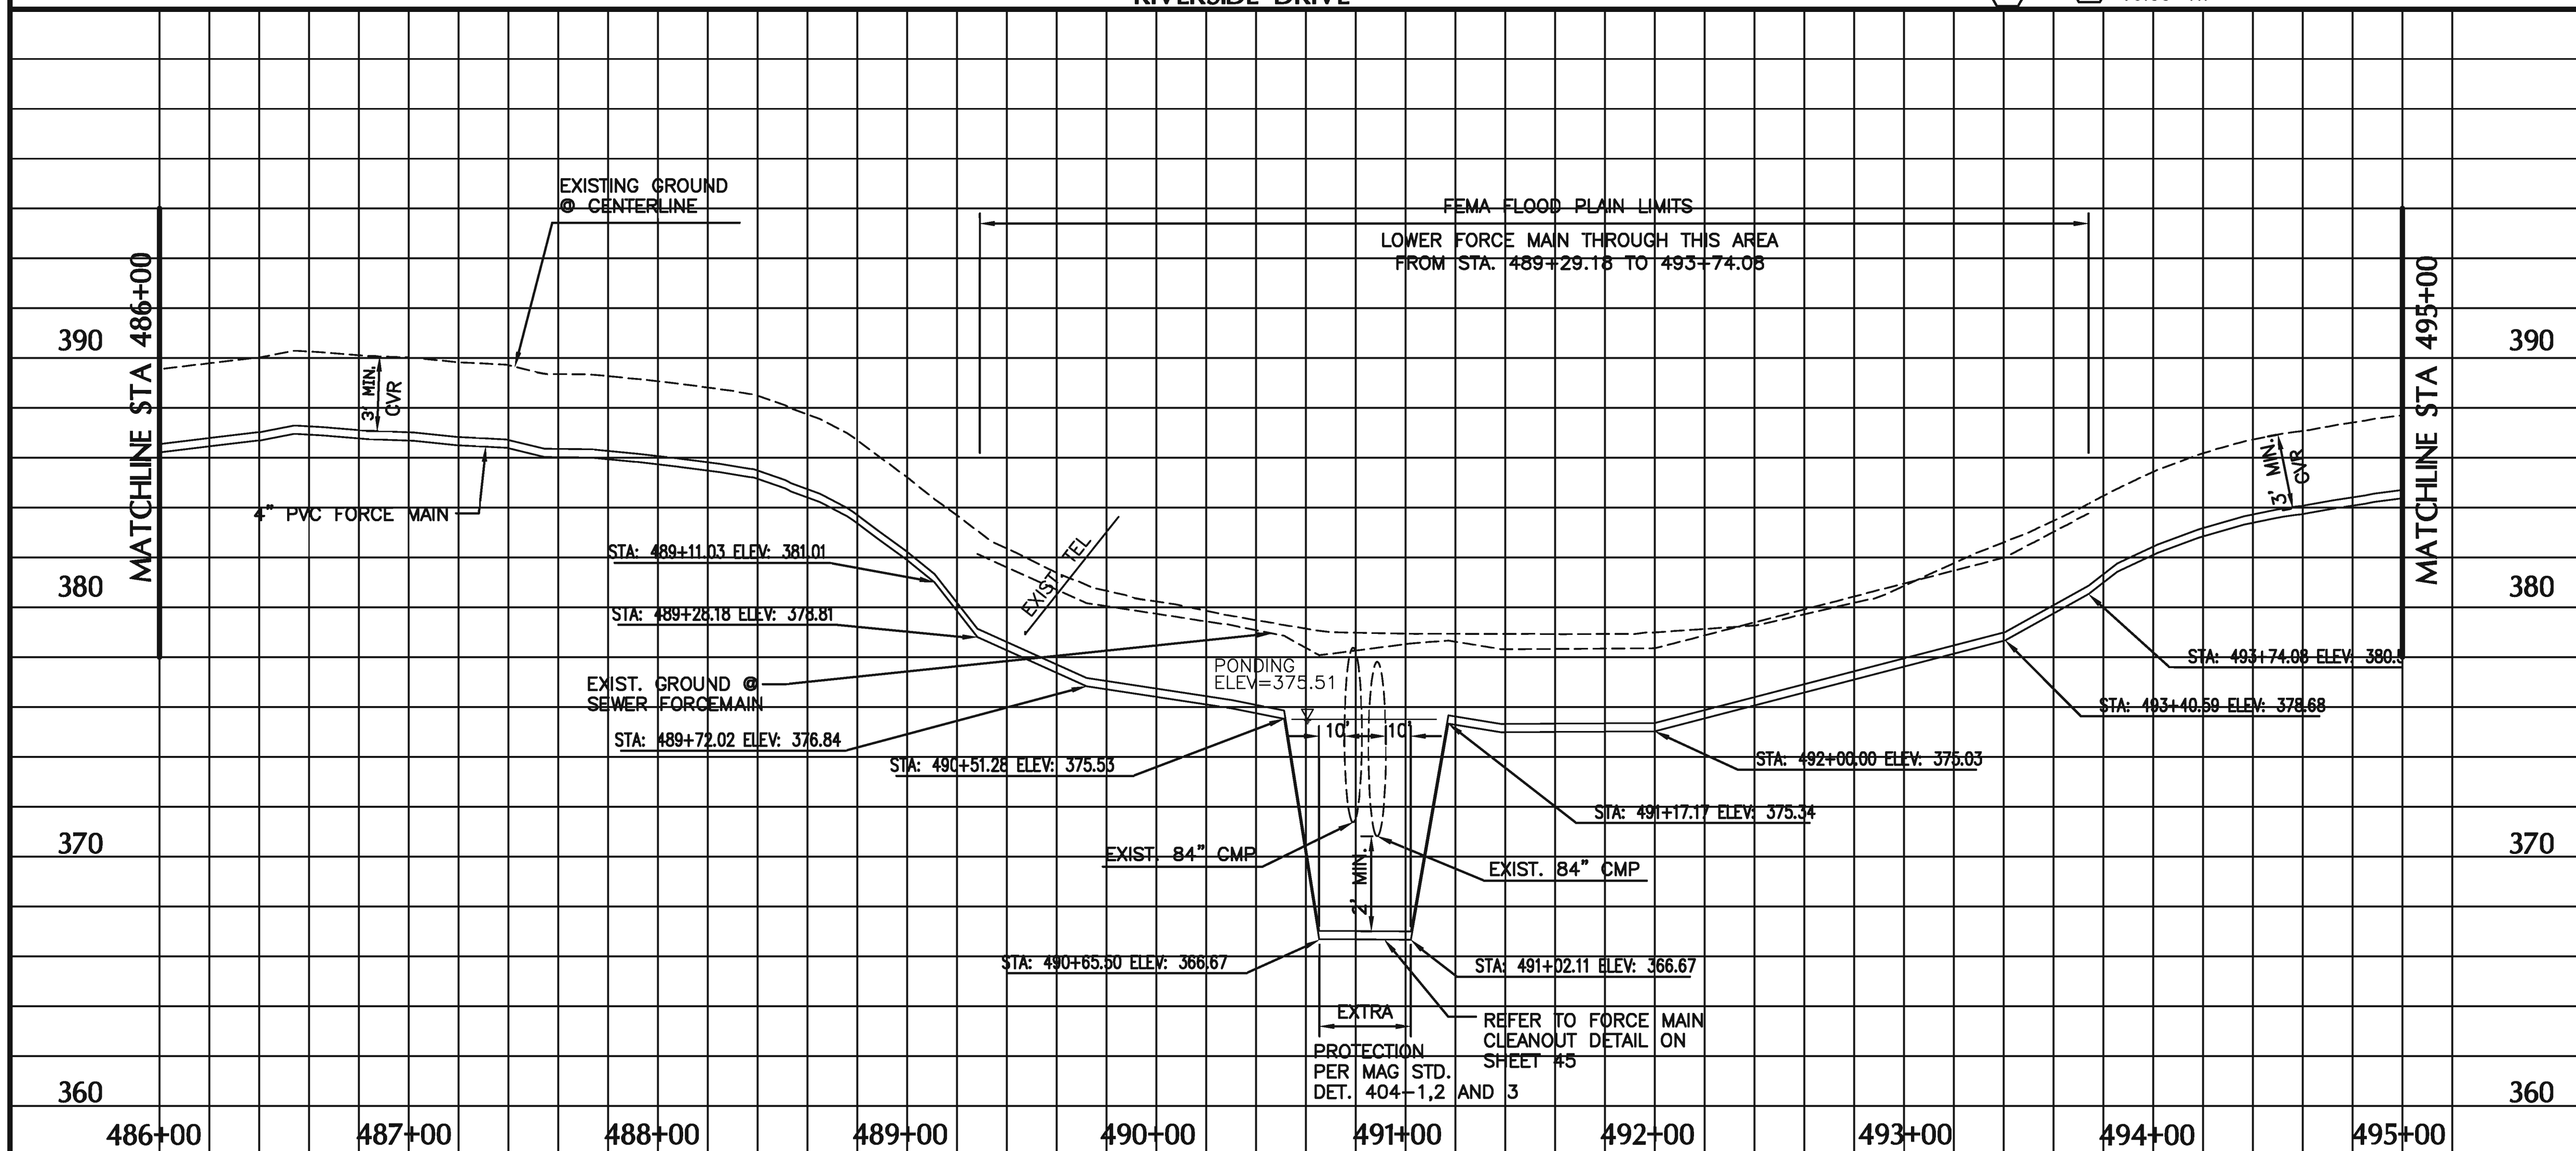 RIVERSIDE DRIVE
EXISTING GROUND
@ CENTERLINE
FEMA FLOOD PLAIN LIMITS
LOWER FORCE MAIN THROUGH THIS AREA
FROM STA. 489+29.18 TO 493+74.08
MATCHLINE STA 486+00
MATCHLINE STA 495+00
390
390
3' MIN.
CVR
3' MIN.
CVR
4" PVC FORCE MAIN
STA: 489+11.03 ELEV: 381.01
EXIST. TEL
380
380
STA: 489+28.18 ELEV: 378.81
PONDING
ELEV=375.51
EXIST. GROUND @
SEWER FORCEMAIN
STA: 493+74.08 ELEV: 380.5
STA: 493+40.59 ELEV: 378.68
STA: 489+72.02 ELEV: 376.84
10'
10'
STA: 490+51.28 ELEV: 375.53
STA: 492+00.00 ELEV: 375.03
STA: 491+17.17 ELEV: 375.34
370
370
EXIST. 84" CMP
EXIST. 84" CMP
2' MIN.
STA: 490+65.50 ELEV: 366.67
STA: 491+02.11 ELEV: 366.67
EXTRA
PROTECTION
PER MAG STD.
DET. 404-1,2 AND 3
REFER TO FORCE MAIN
CLEANOUT DETAIL ON
SHEET 45
360
360
486+00
487+00
488+00
489+00
490+00
491+00
492+00
493+00
494+00
495+00